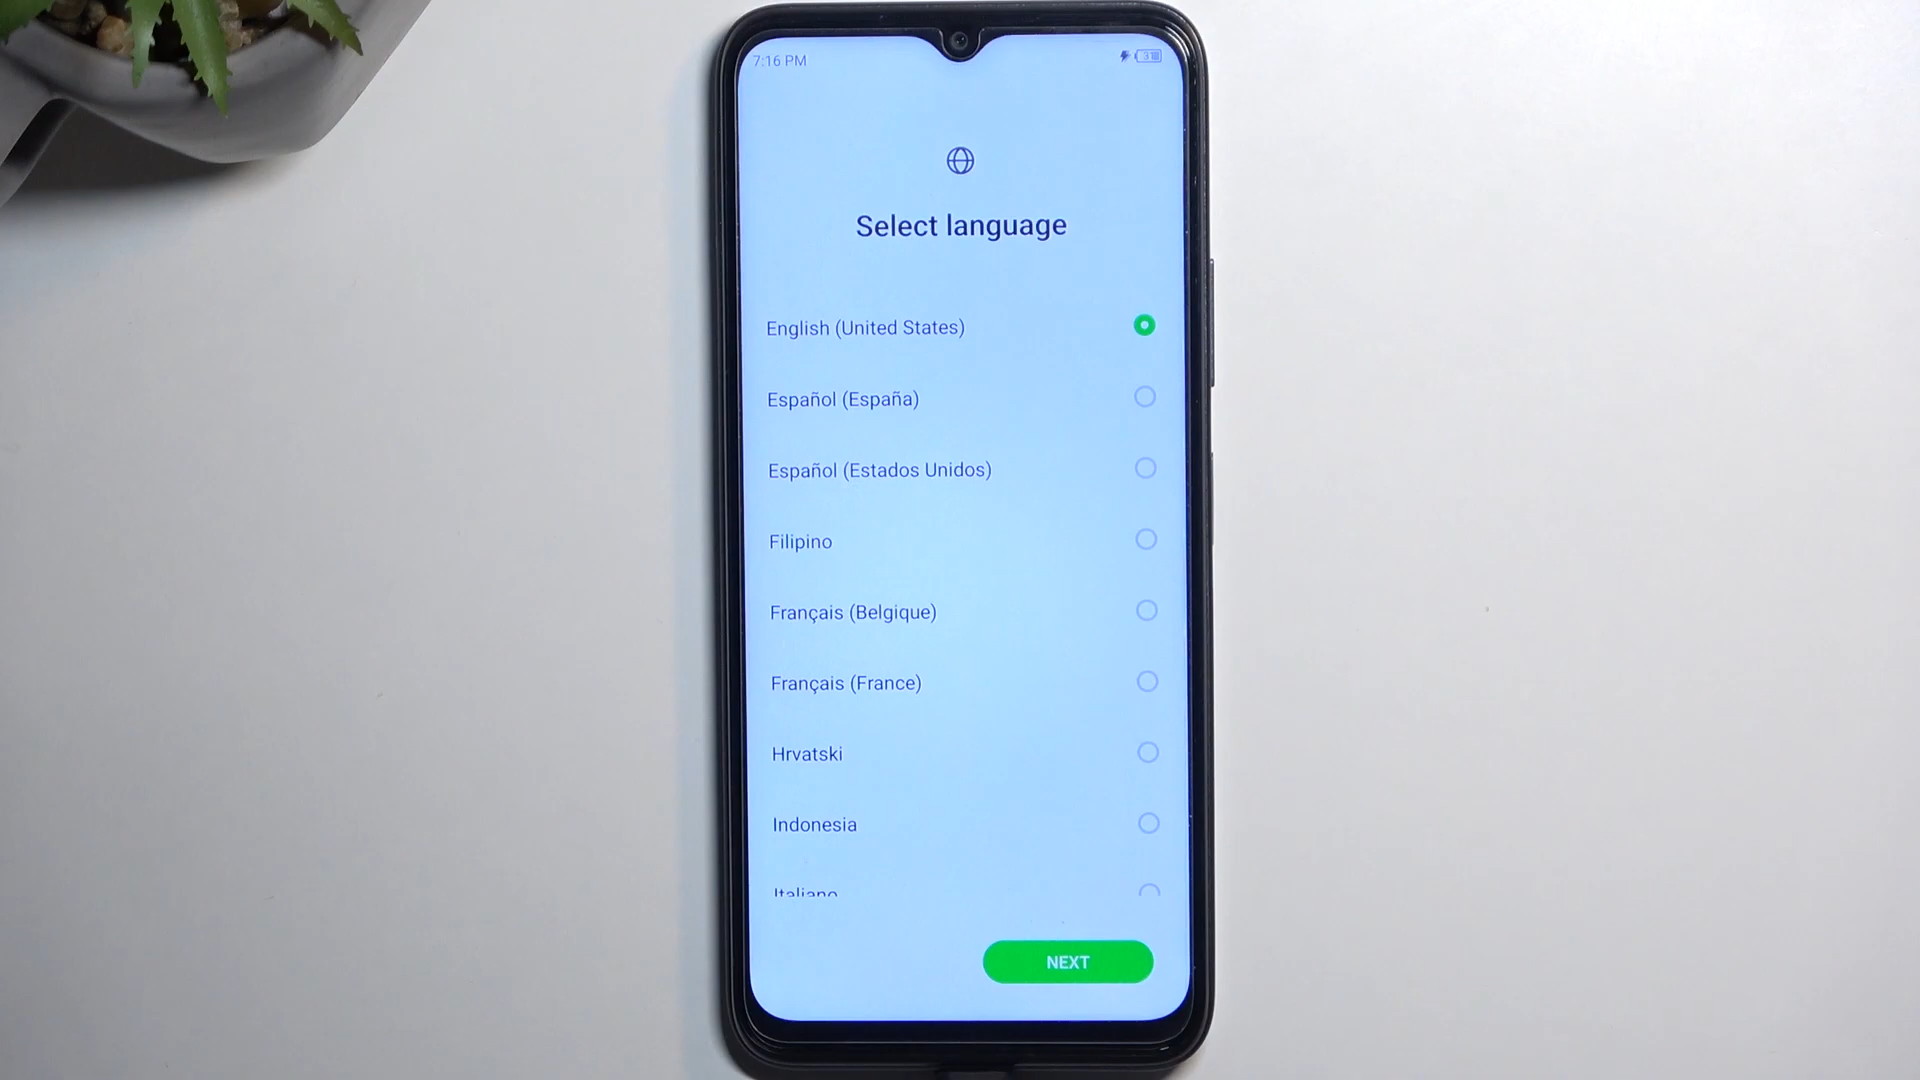 7:16 PM
Select language
English (United States)
Español (España)
Español (Estados Unidos)
Filipino
Français (Belgique)
Français (France)
Hrvatski
Indonesia
Italiano
NEXT